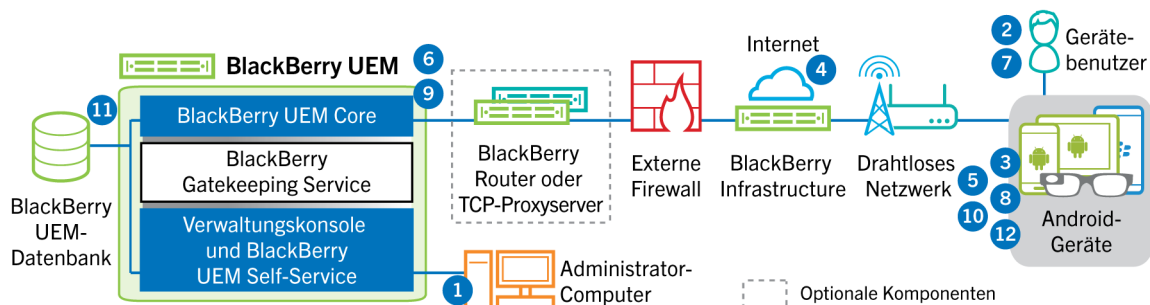 BlackBerry UEM
6
9
11
BlackBerry UEM Core
BlackBerry
Gatekeeping Service
Verwaltungskonsole
und BlackBerry
UEM Self-Service
BlackBerry
UEM-
Datenbank
1
Administrator-
Computer
BlackBerry
Router oder
TCP-Proxyserver
Externe
Firewall
Internet
4
BlackBerry
Infrastructure
Drahtloses
Netzwerk
2
7
Geräte-
benutzer
3
5
8
10
12
Android-
Geräte
Optionale Komponenten